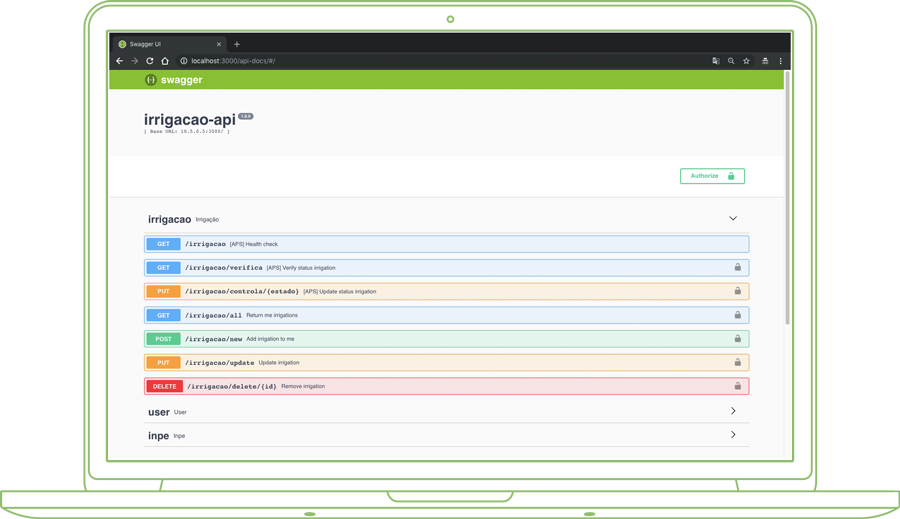 Swagger UI
localhost:3000/api-docs/#/
swagger
irrigacao-api 1.0.0
[ Base URL: 10.5.0.5:3000/ ]
Authorize
irrigacao Irrigação
GET /irrigacao [APS] Health check
GET /irrigacao/verifica [APS] Verify status irrigation
PUT /irrigacao/controla/{estado} [APS] Update status irrigation
GET /irrigacao/all Return me irrigations
POST /irrigacao/new Add irrigation to me
PUT /irrigacao/update Update irrigation
DELETE /irrigacao/delete/{id} Remove irrigation
user User
inpe Inpe